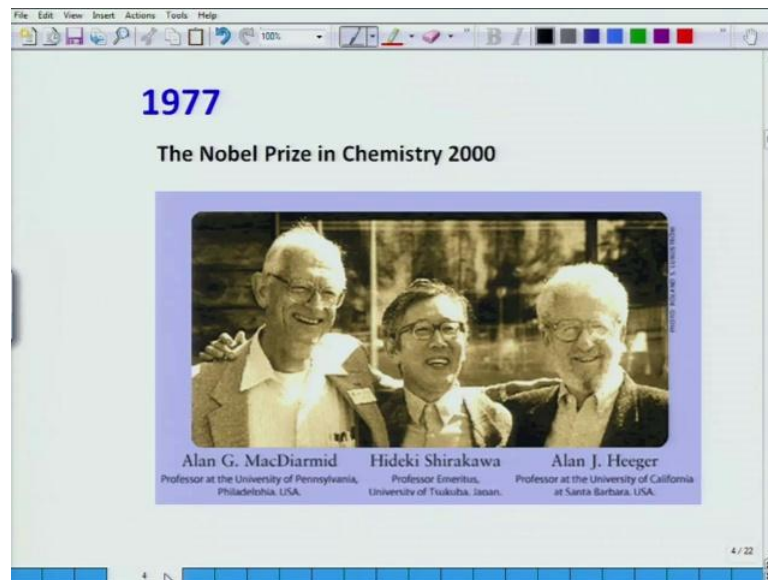 File Edit View Insert Actions Tools Help
100%
B I
1977
The Nobel Prize in Chemistry 2000
Alan G. MacDiarmid
Professor at the University of Pennsylvania,
Philadelphia, USA.
Hideki Shirakawa
Professor Emeritus,
University of Tsukuba, Japan.
Alan J. Heeger
Professor at the University of California
at Santa Barbara, USA.
4 / 22
4